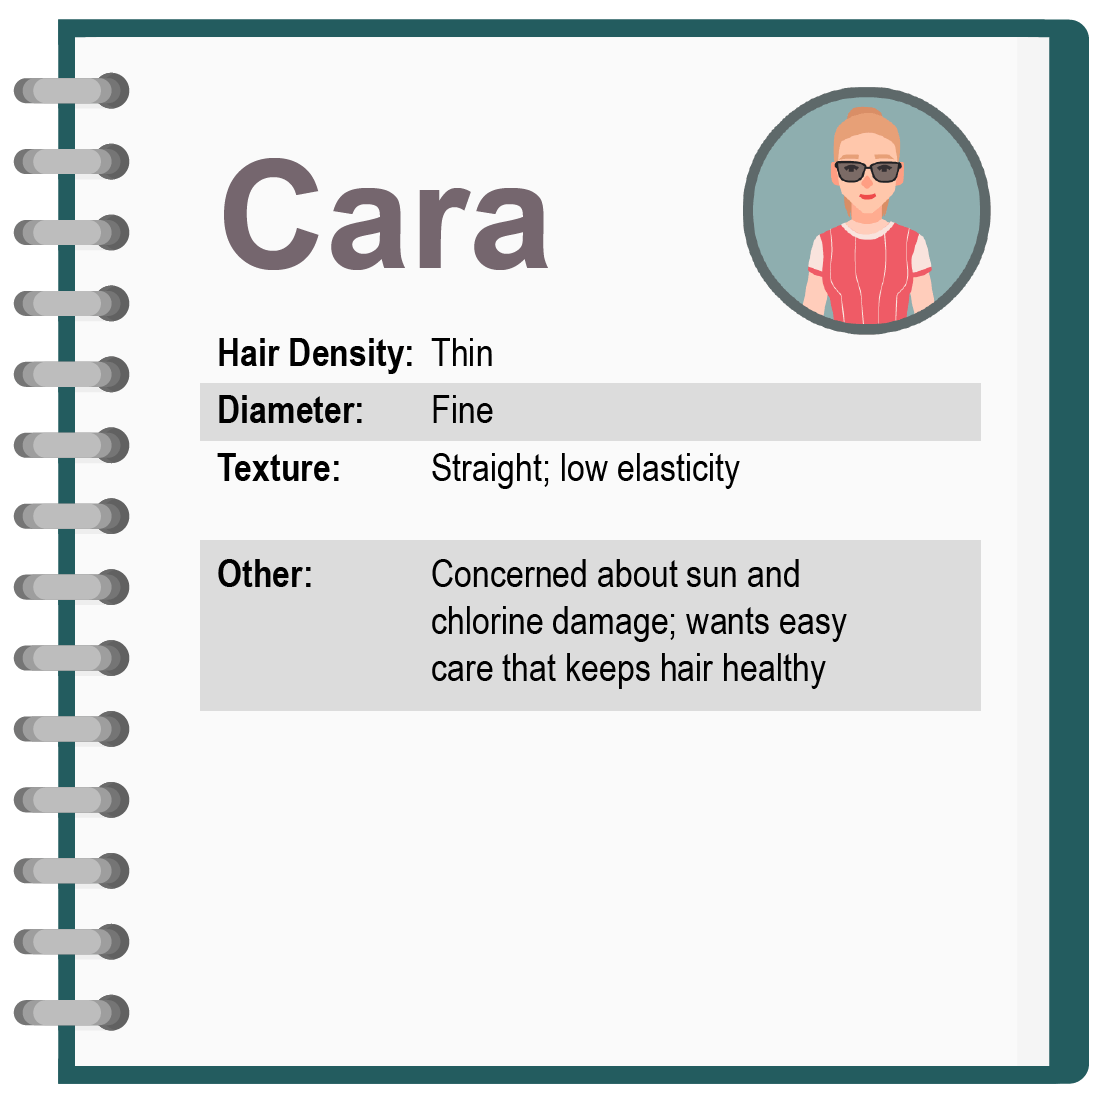 Cara
Hair Density: Thin
Diameter: Fine
Texture: Straight; low elasticity
Other: Concerned about sun and
chlorine damage; wants easy
care that keeps hair healthy